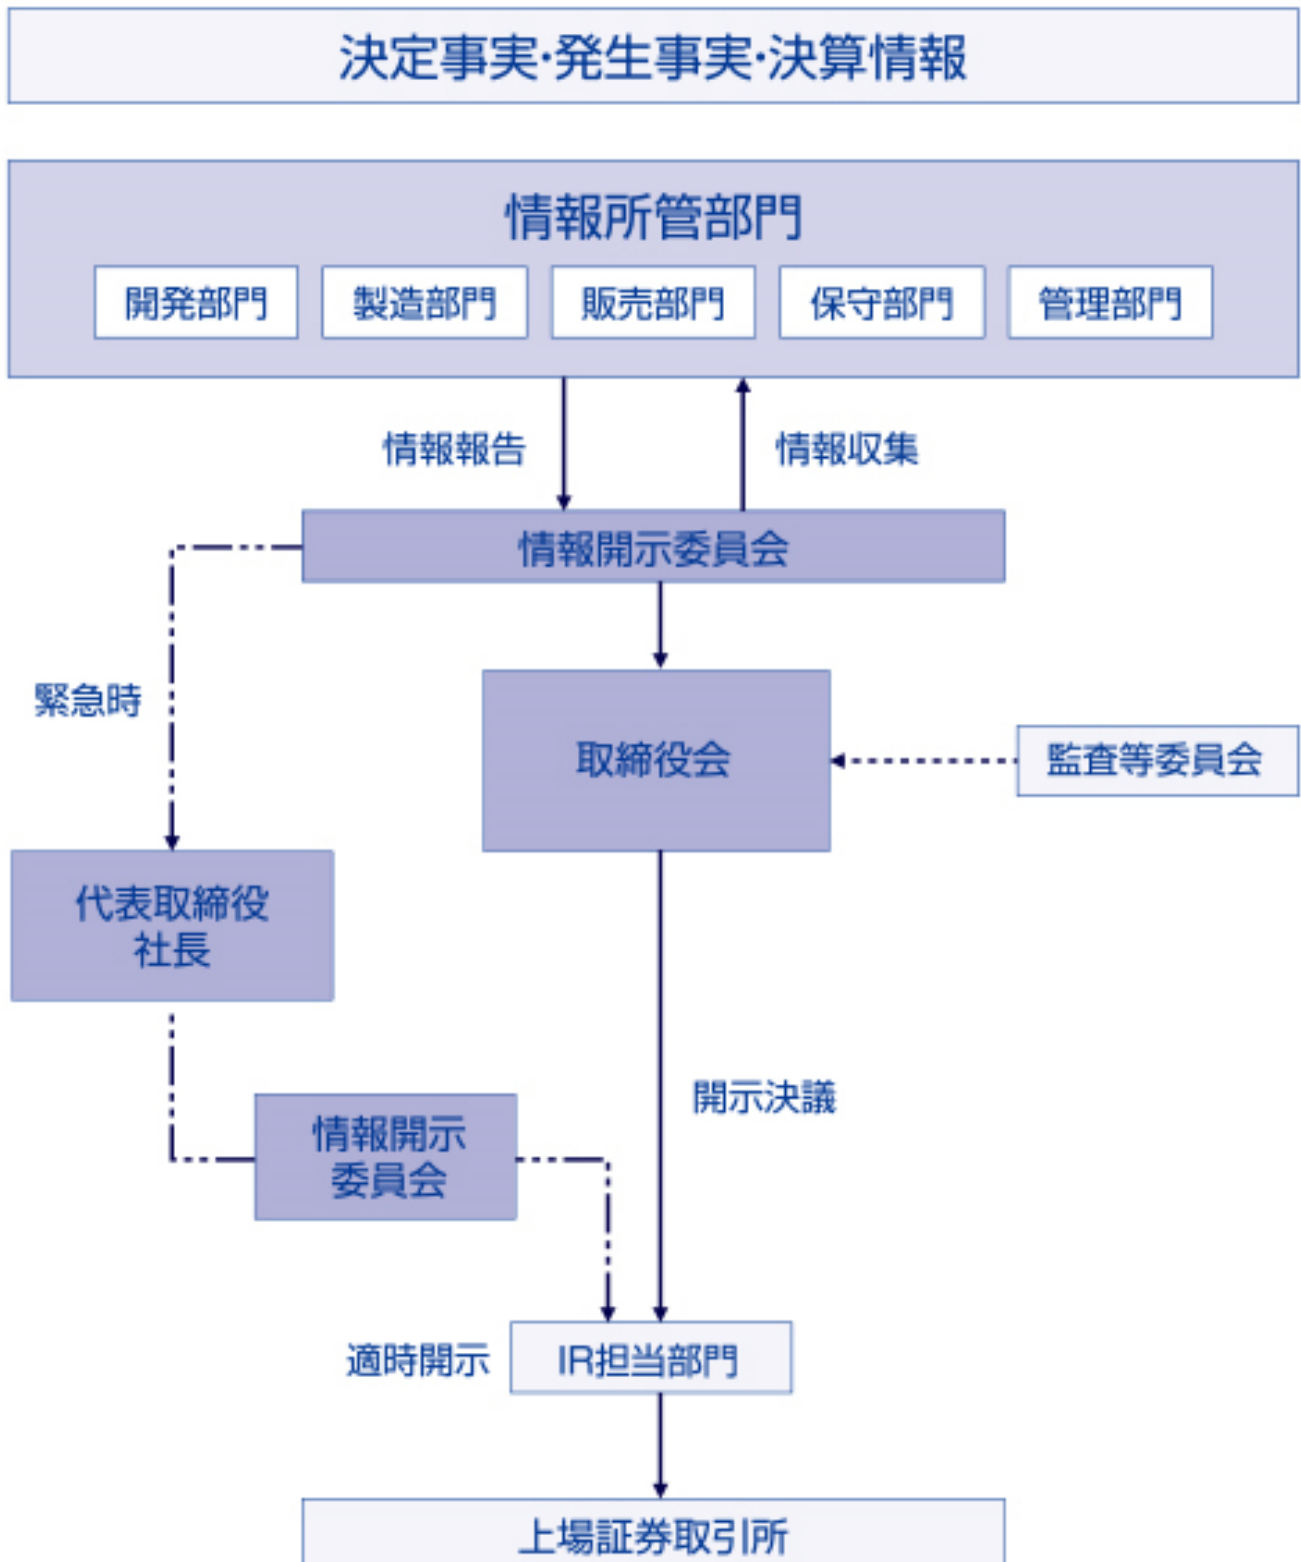 決定事実・発生事実・決算情報
情報所管部門
開発部門
製造部門
販売部門
保守部門
管理部門
情報報告
情報収集
情報開示委員会
緊急時
取締役会
監査等委員会
代表取締役
社長
開示決議
情報開示
委員会
適時開示
IR担当部門
上場証券取引所